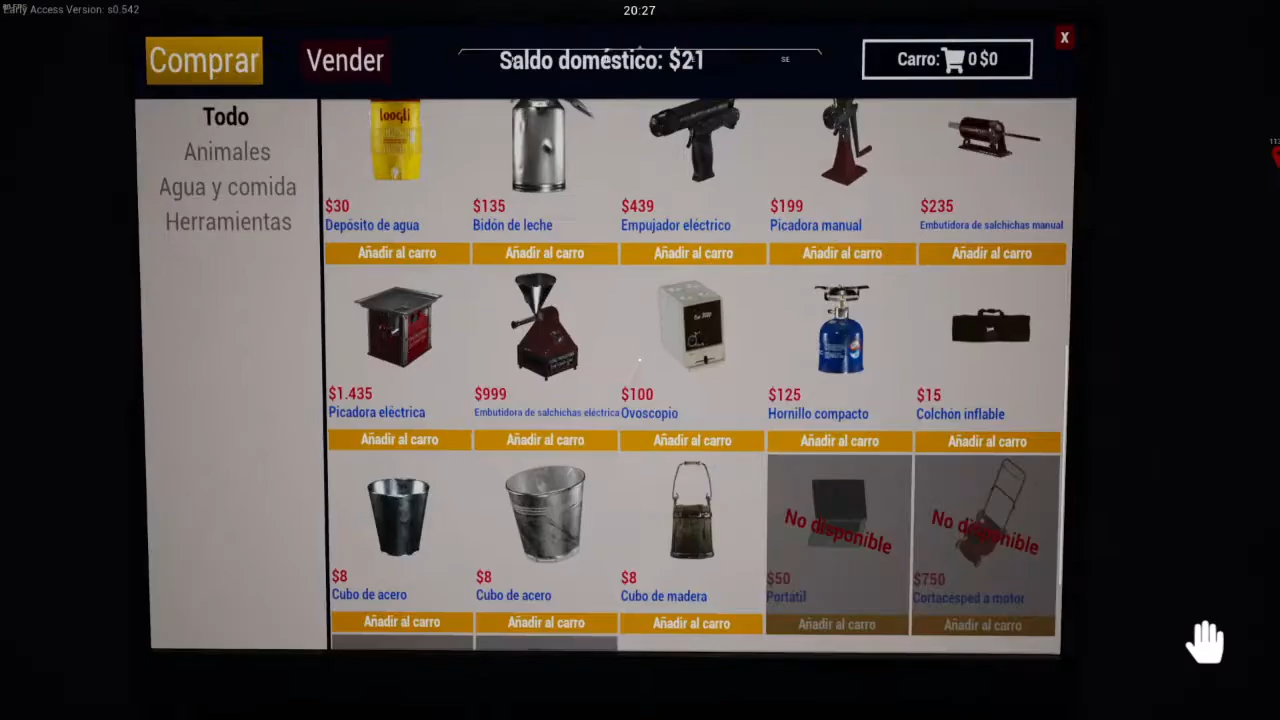 Early Access Version: s0.542
20:27
Comprar
Vender
Saldo doméstico: $21
SE
Carro: 0 $0
X
Todo
Animales
Agua y comida
Herramientas
loogli
$30
Depósito de agua
Añadir al carro
$135
Bidón de leche
Añadir al carro
$439
Empujador eléctrico
Añadir al carro
$199
Picadora manual
Añadir al carro
$235
Embutidora de salchichas manual
Añadir al carro
$1.435
Picadora eléctrica
Añadir al carro
$999
Embutidora de salchichas eléctrica
Añadir al carro
$100
Ovoscopio
Añadir al carro
$125
Hornillo compacto
Añadir al carro
$15
Colchón inflable
Añadir al carro
$8
Cubo de acero
Añadir al carro
$8
Cubo de acero
Añadir al carro
$8
Cubo de madera
Añadir al carro
No disponible
$50
Portátil
Añadir al carro
No disponible
$750
Cortacésped a motor
Añadir al carro